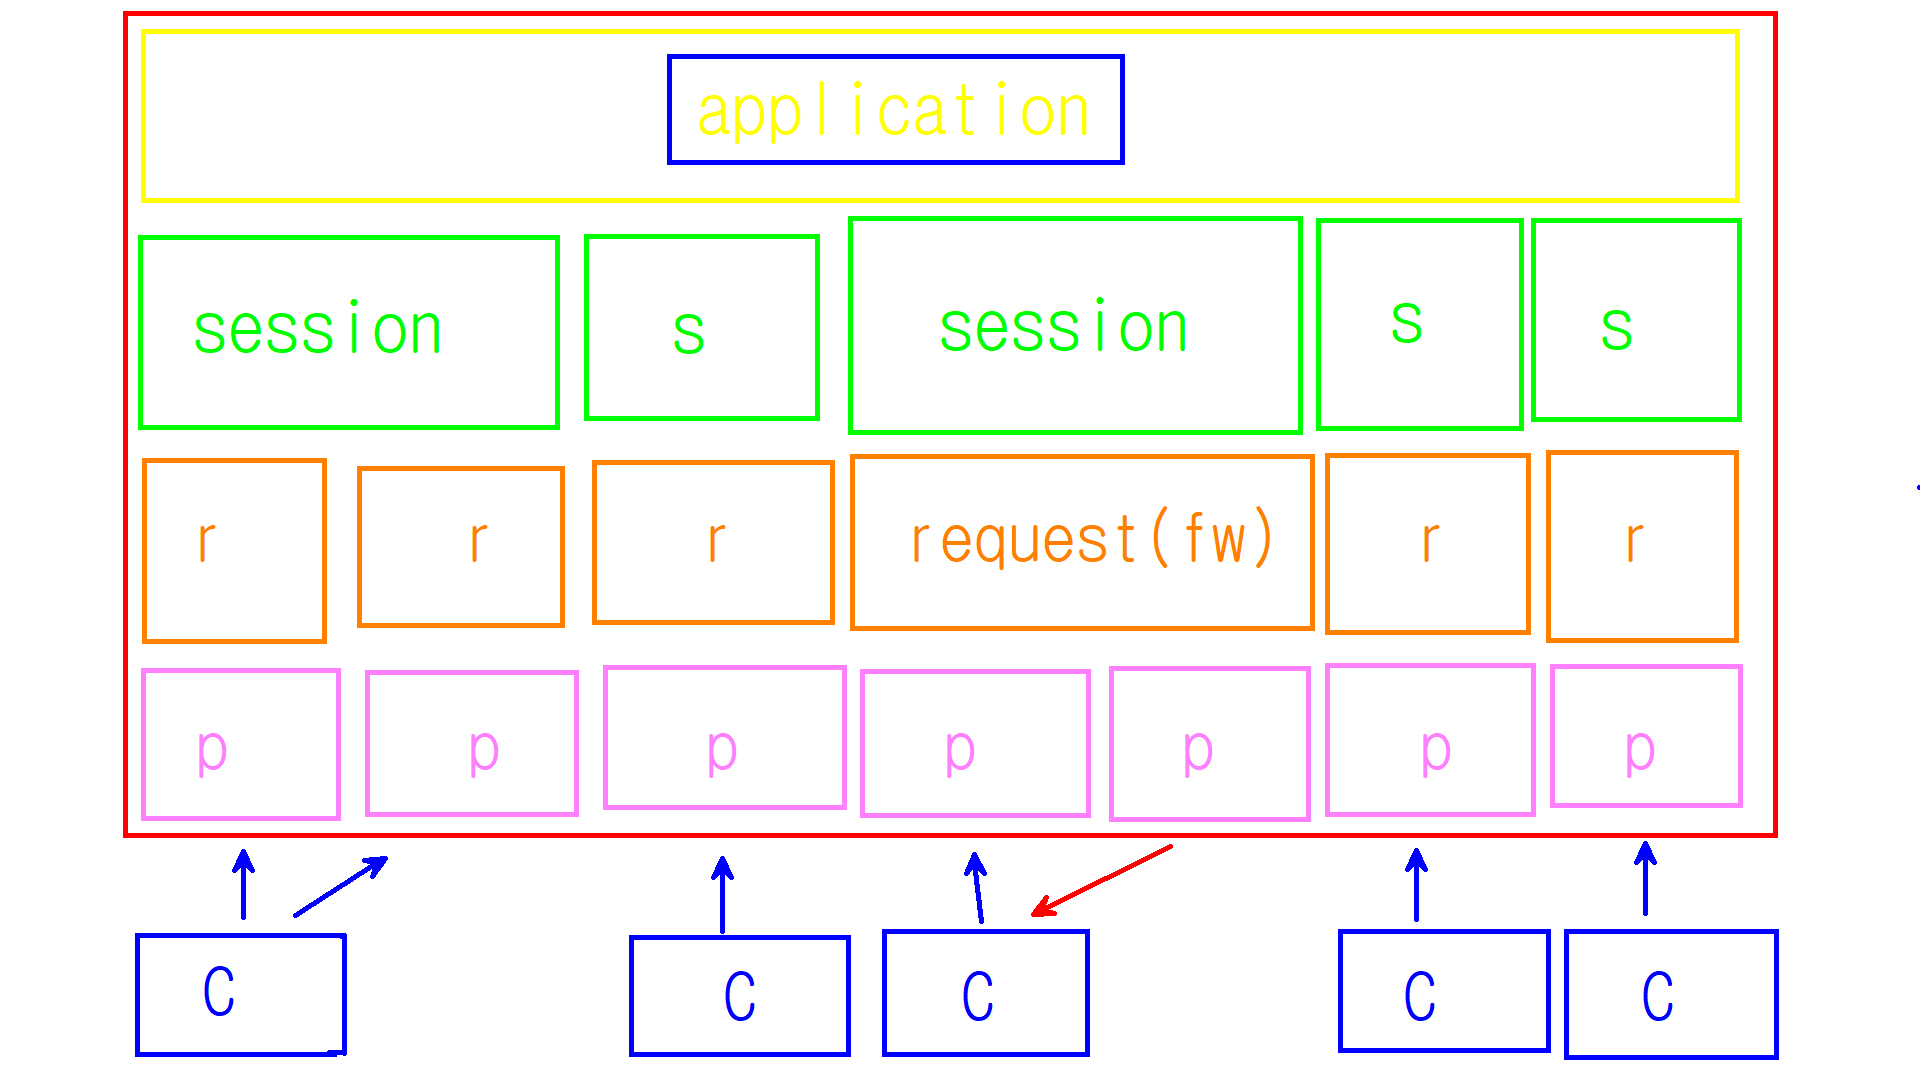 application
session s session s s
r r r request(fw) r r
p p p p p p p
C C C C C